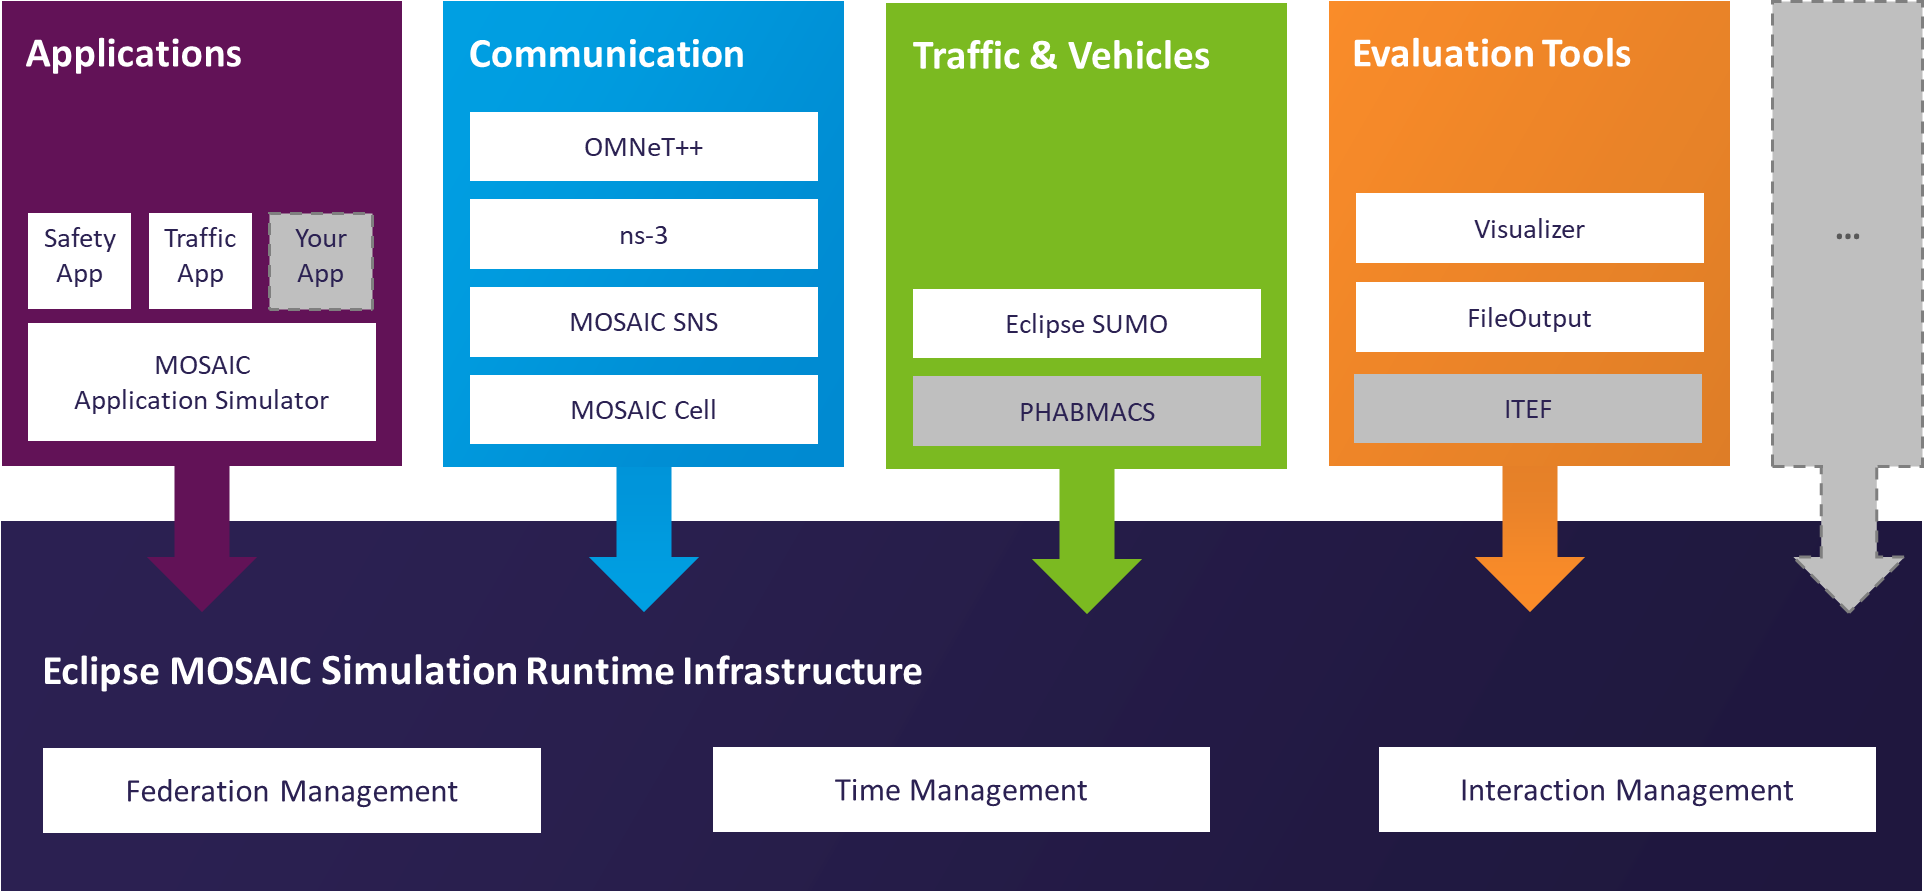 Applications
Safety
App
Traffic
App
Your
App
MOSAIC
Application Simulator
Communication
OMNeT++
ns-3
MOSAIC SNS
MOSAIC Cell
Traffic & Vehicles
Eclipse SUMO
PHABMACS
Evaluation Tools
Visualizer
FileOutput
ITEF
...
Eclipse MOSAIC Simulation Runtime Infrastructure
Federation Management
Time Management
Interaction Management